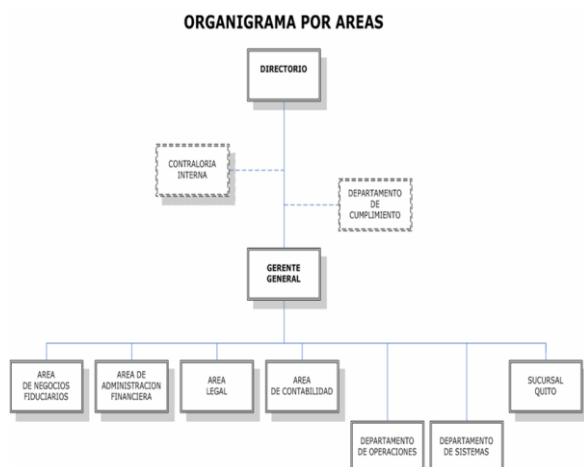 ORGANIGRAMA POR AREAS
DIRECTORIO
CONTRALORIA
INTERNA
DEPARTAMENTO
DE
CUMPLIMIENTO
GERENTE
GENERAL
AREA
DE NEGOCIOS
FIDUCIARIOS
AREA DE
ADMINISTRACION
FINANCIERA
AREA
LEGAL
AREA
DE CONTABILIDAD
SUCURSAL
QUITO
DEPARTAMENTO
DE OPERACIONES
DEPARTAMENTO
DE SISTEMAS